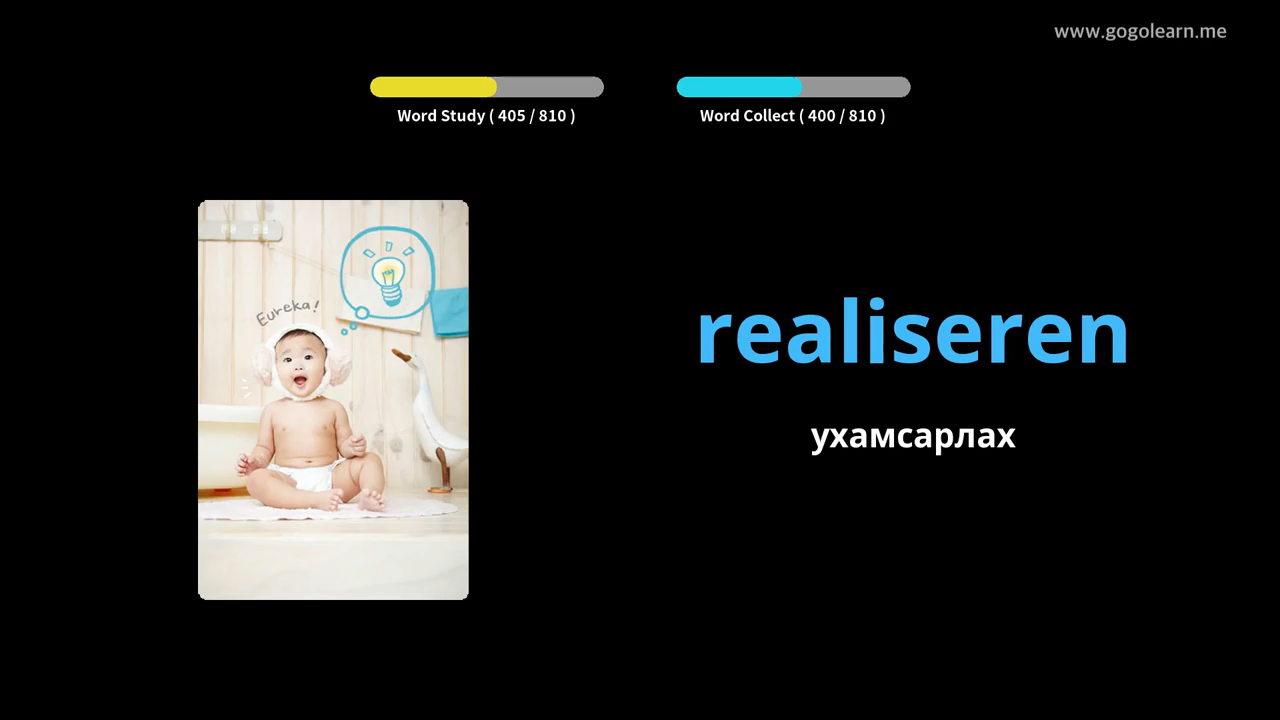 www.gogolearn.me
Word Study ( 405 / 810 )
Word Collect ( 400 / 810 )
Eureka!
realiseren
ухамсарлах